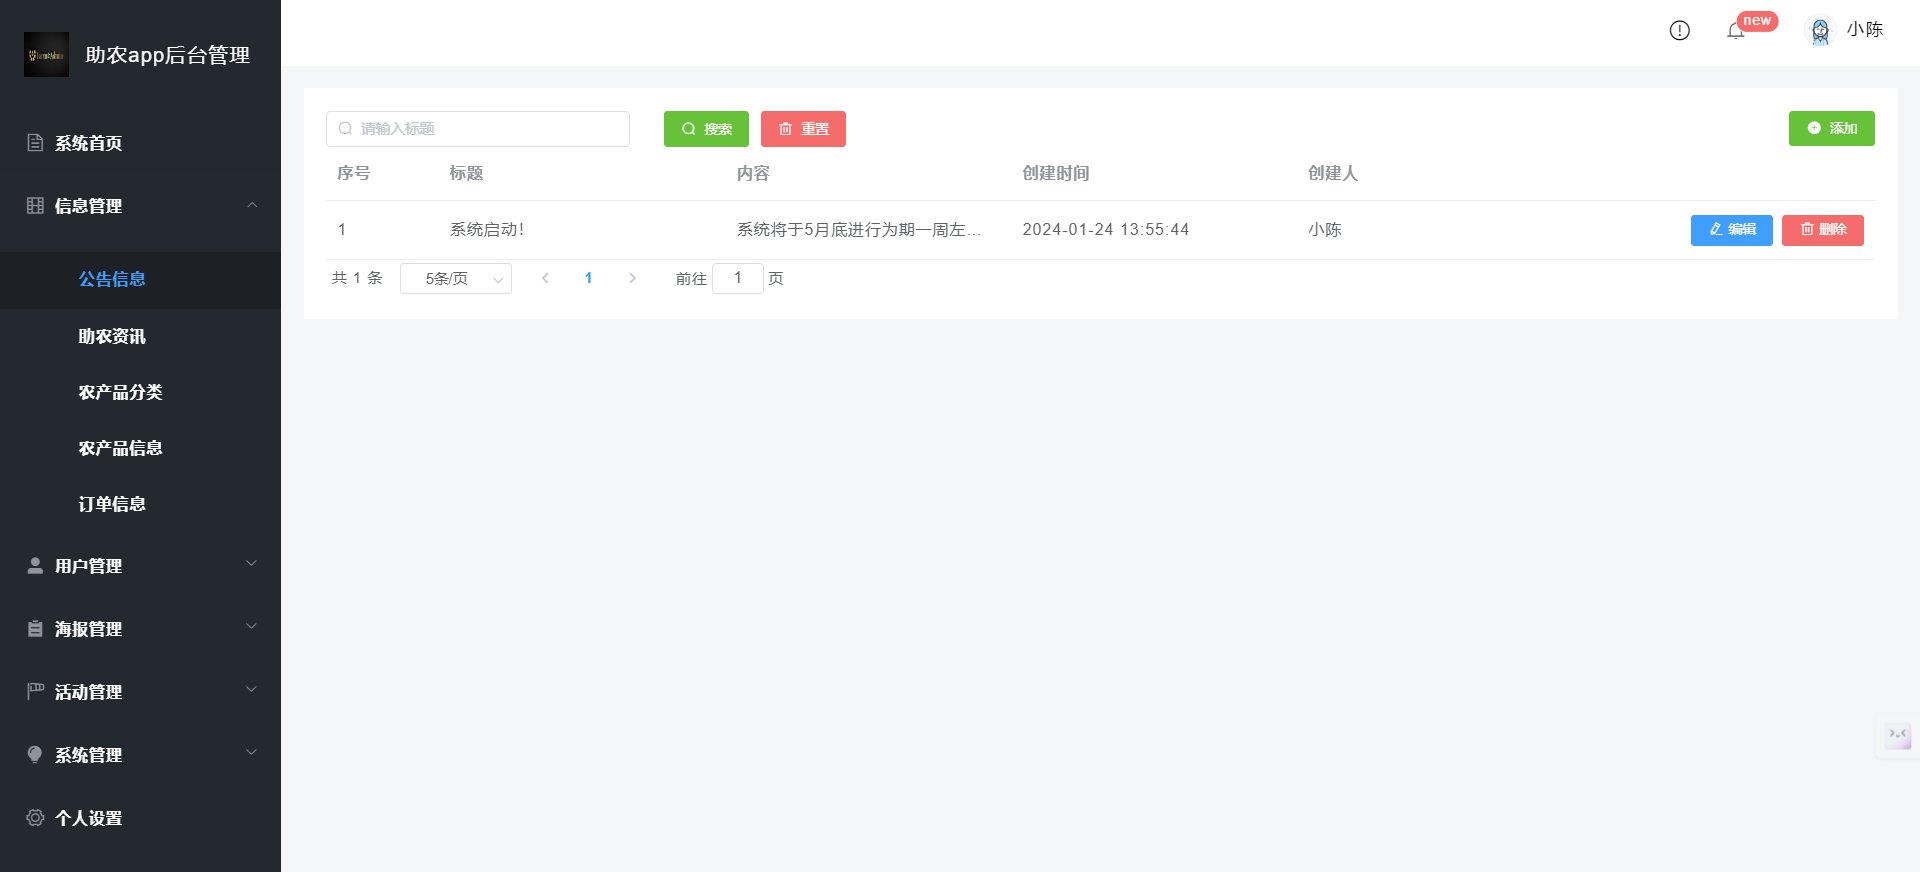 助农app后台管理
new
小陈
系统首页
信息管理
公告信息
助农资讯
农产品分类
农产品信息
订单信息
用户管理
海报管理
活动管理
系统管理
个人设置
请输入标题
搜索
重置
添加
序号 标题 内容 创建时间 创建人
1 系统启动! 系统将于5月底进行为期一周左... 2024-01-24 13:55:44 小陈 编辑 删除
共 1 条 5条/页 1 前往 1 页